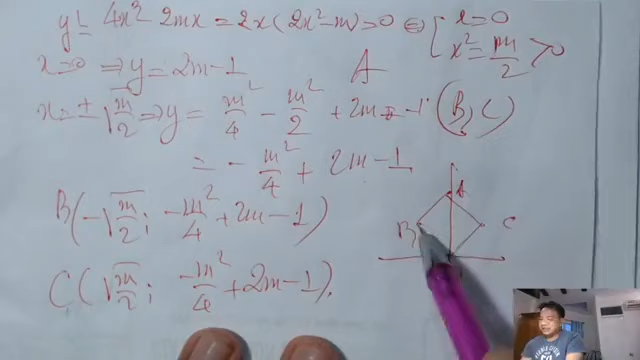 y' = 4x³ - 2mx = 2x(2x² - m) = 0 ⇔ [ x = 0
x² = m/2 > 0
x = 0 ⇒ y = 2m - 1 A
x = ± √(m/2) ⇒ y = m²/4 - m²/2 + 2m - 1 (B, C)
= - m²/4 + 2m - 1
B(-√(m/2); -m²/4 + 2m - 1)
C(√(m/2); -m²/4 + 2m - 1).
A
B
C